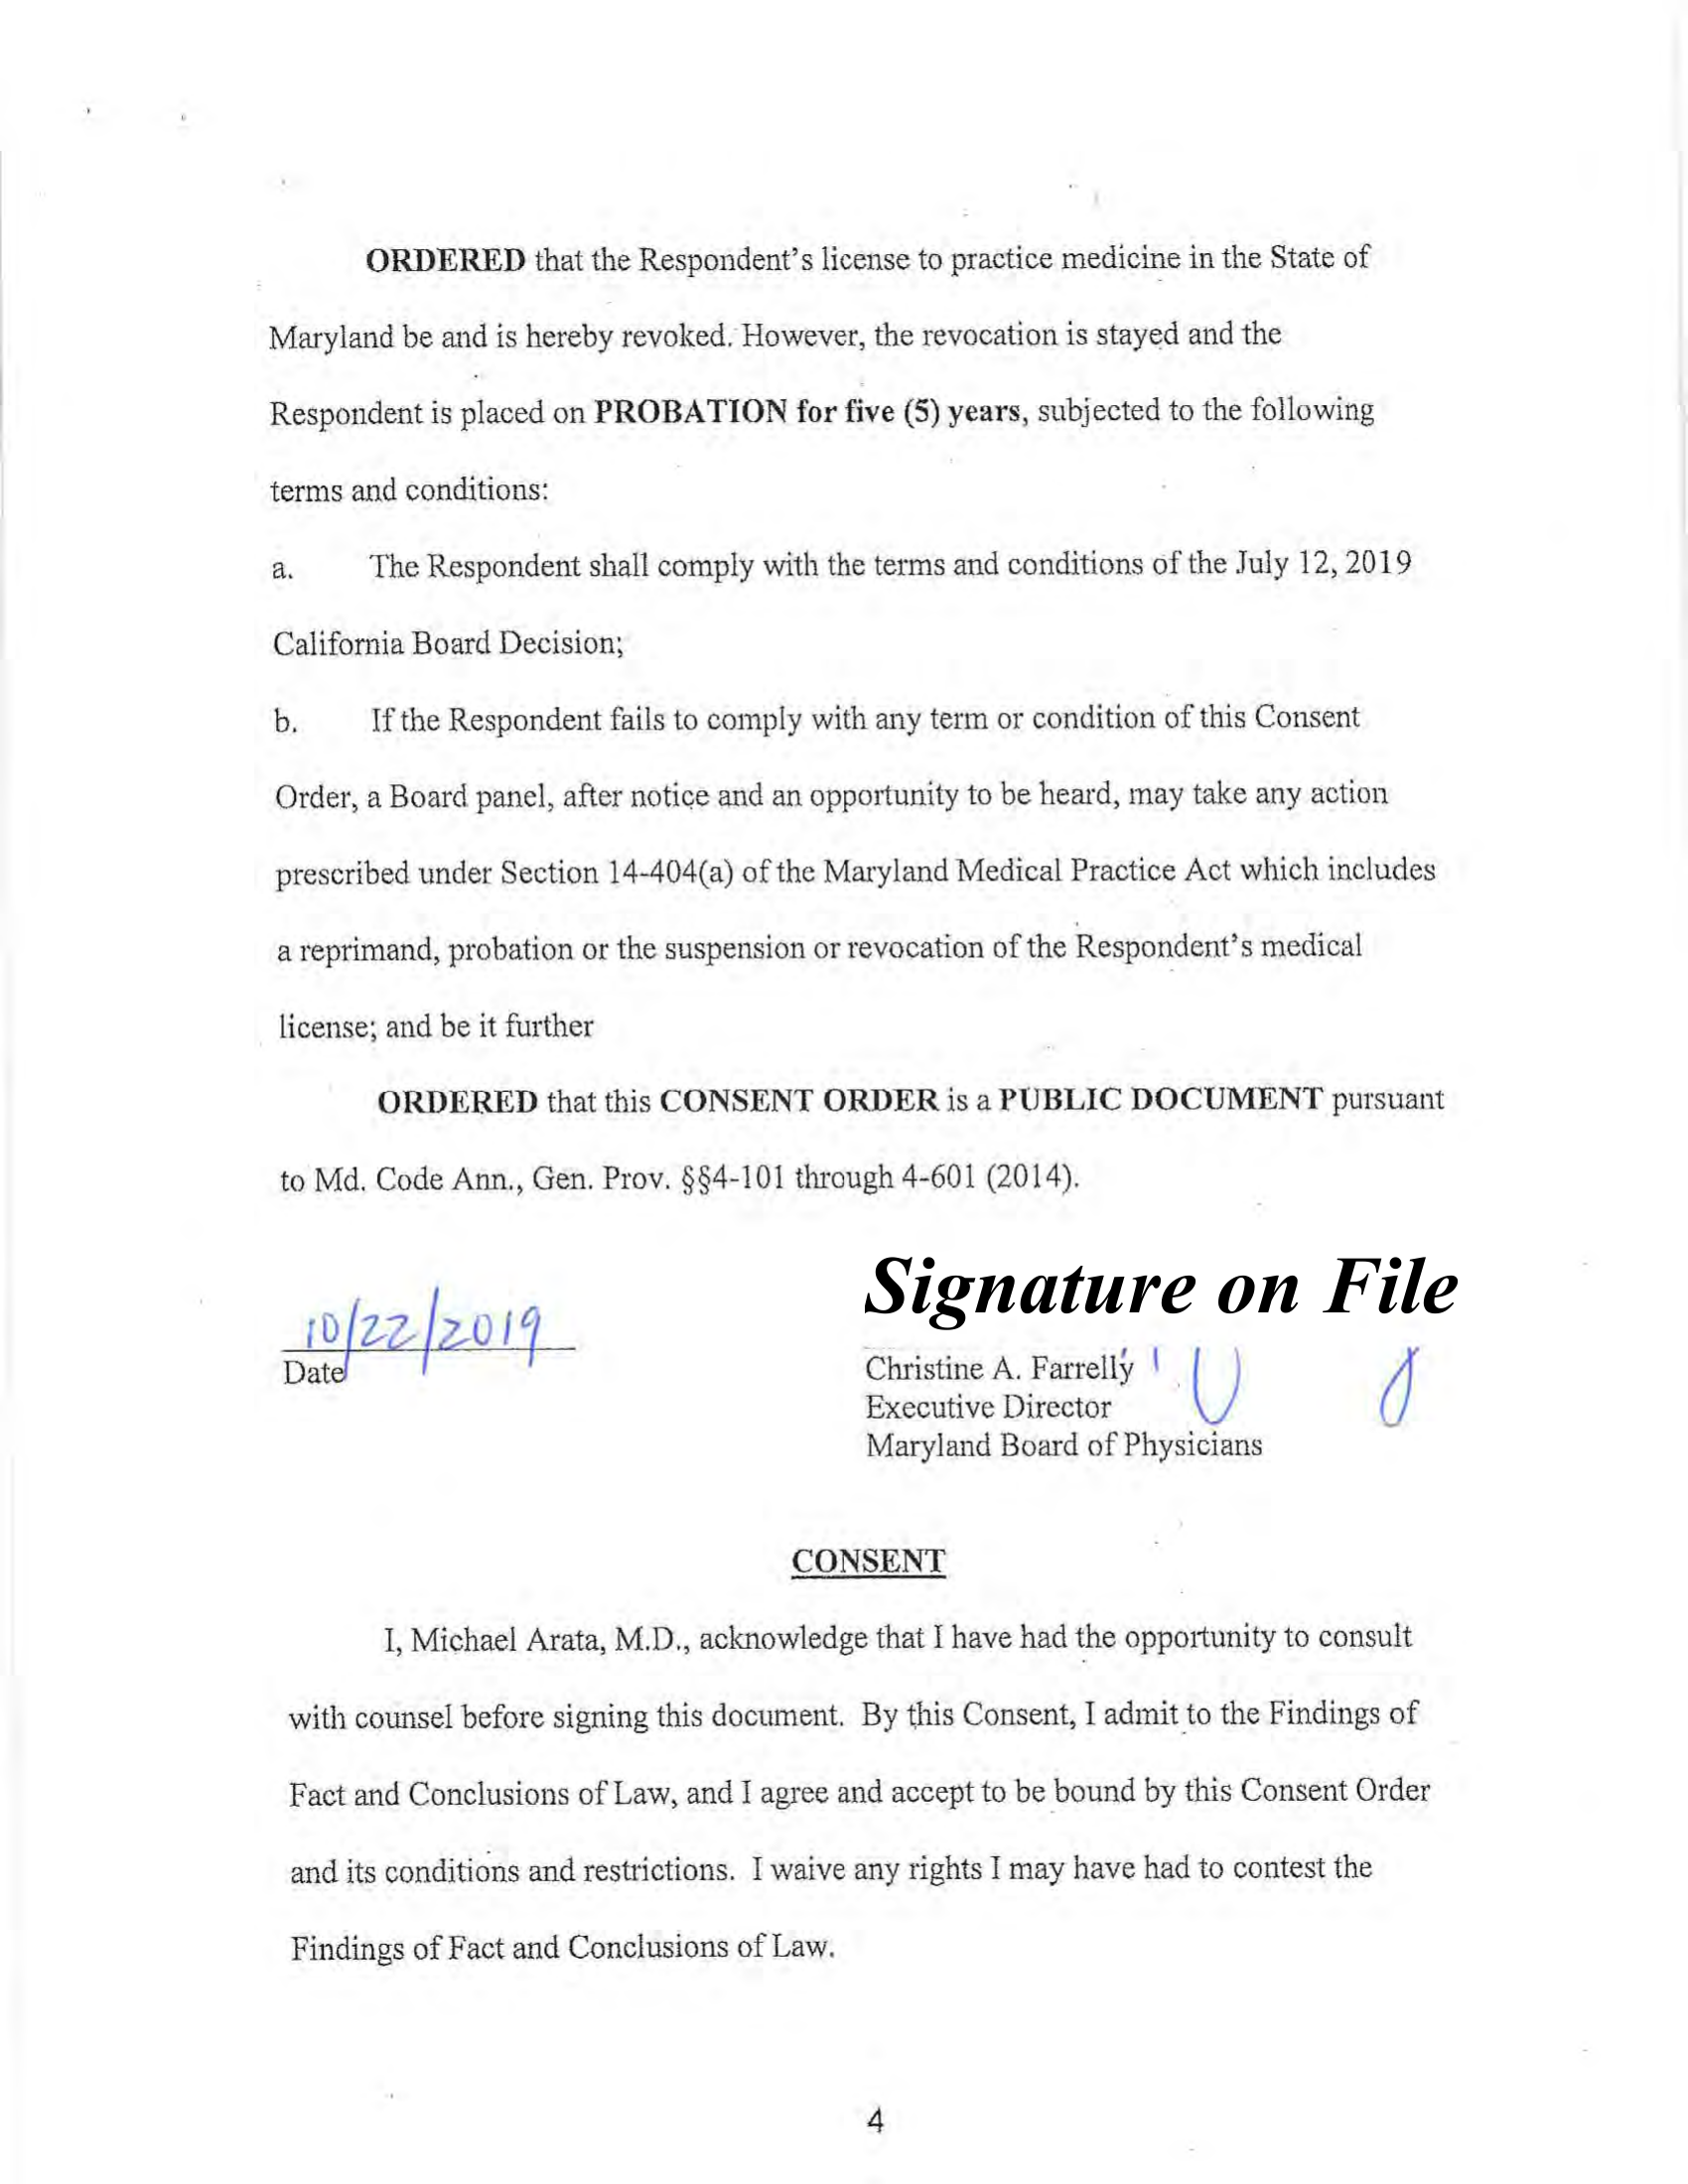 ORDERED that the Respondent's license to practice medicine in the State of
Maryland be and is hereby revoked. However, the revocation is stayed and the
Respondent is placed on PROBATION for five (5) years, subjected to the following
terms and conditions:
a. The Respondent shall comply with the terms and conditions of the July 12, 2019
California Board Decision;
b. If the Respondent fails to comply with any term or condition of this Consent
Order, a Board panel, after notice and an opportunity to be heard, may take any action
prescribed under Section 14-404(a) of the Maryland Medical Practice Act which includes
a reprimand, probation or the suspension or revocation of the Respondent's medical
license; and be it further
ORDERED that this CONSENT ORDER is a PUBLIC DOCUMENT pursuant
to Md. Code Ann., Gen. Prov. §§4-101 through 4-601 (2014).
Signature on File
10/22/2019
Date
Christine A. Farrelly
Executive Director
Maryland Board of Physicians
CONSENT
I, Michael Arata, M.D., acknowledge that I have had the opportunity to consult
with counsel before signing this document. By this Consent, I admit to the Findings of
Fact and Conclusions of Law, and I agree and accept to be bound by this Consent Order
and its conditions and restrictions. I waive any rights I may have had to contest the
Findings of Fact and Conclusions of Law.
4